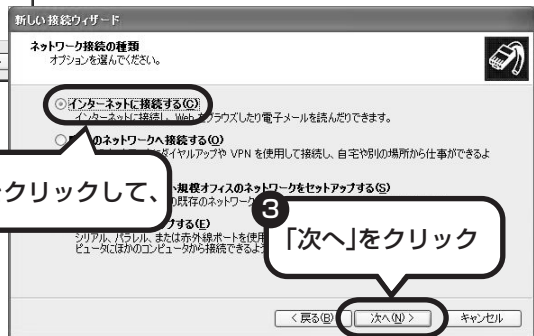 新しい接続ウィザード
ネットワーク接続の種類
オプションを選んでください。
インターネットに接続する(C)
インターネットに接続し、Web をブラウズしたり電子メールを読んだりできます。
のネットワークへ接続する(O)
ダイヤルアップや VPN を使用して接続し、自宅や別の場所から仕事ができるよ
クリックして、
規模オフィスのネットワークをセットアップする(S)
の既存のネットワーク
プする(E)
シリアル、パラレル、または赤外線ポートを使用
ピュータにほかのコンピュータから接続できるよう
3
「次へ」をクリック
< 戻る(B)
次へ(N) >
キャンセル